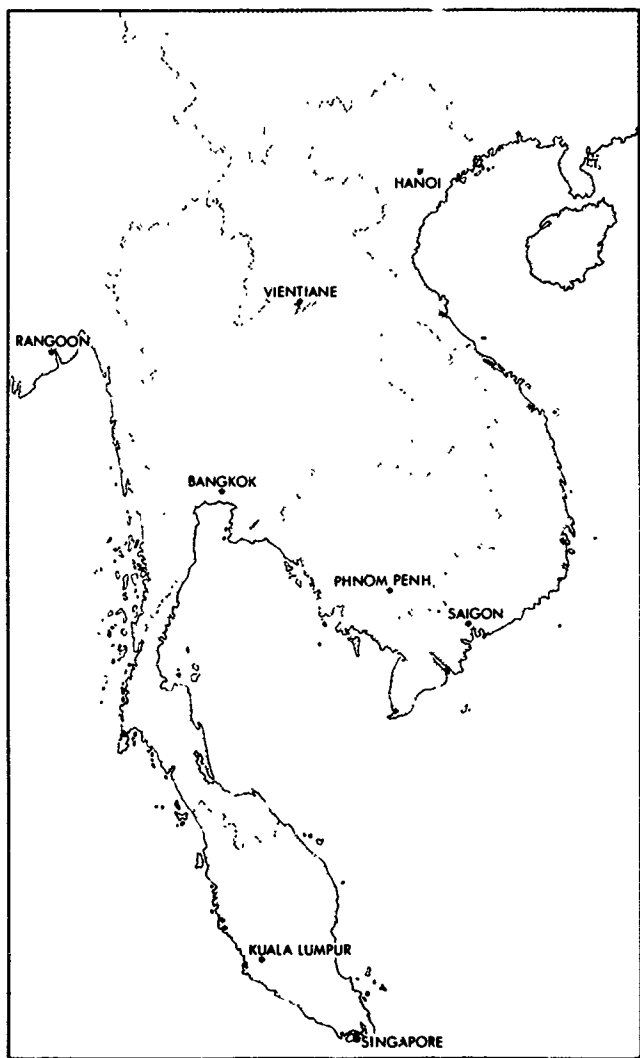 HANOI
VIENTIANE
RANGOON
BANGKOK
PHNOM PENH
SAIGON
KUALA LUMPUR
SINGAPORE